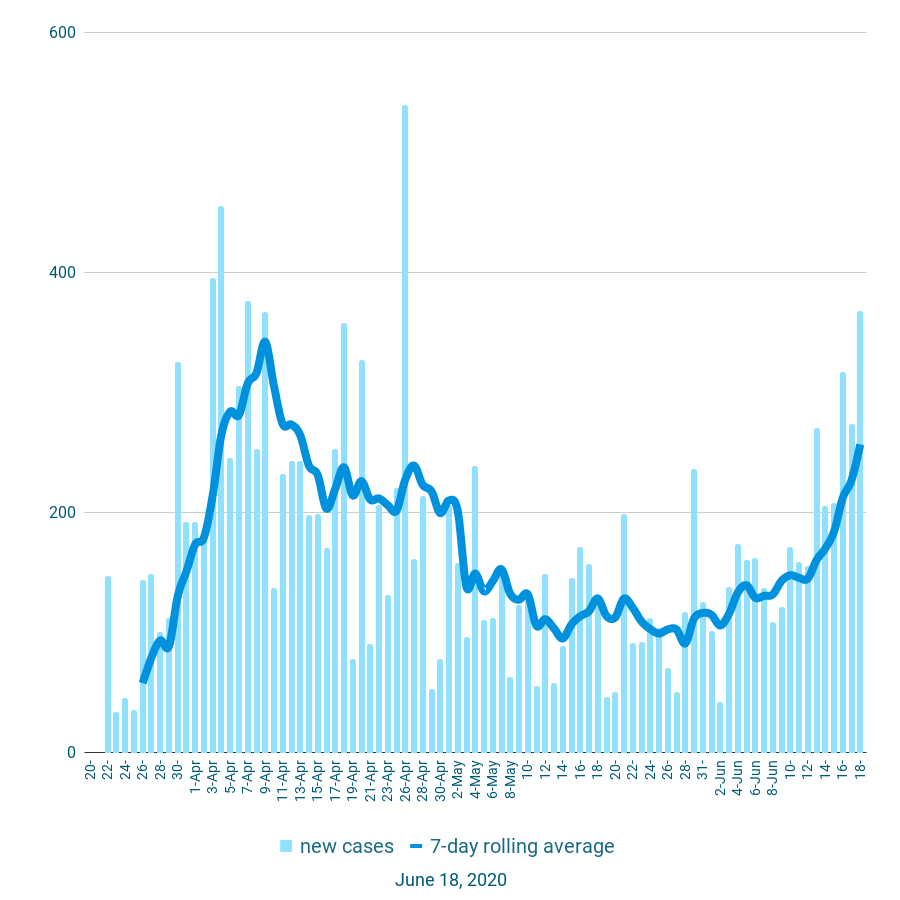 600
400
200
0
20-
22-
24-
26-
28-
30-
1-Apr
3-Apr
5-Apr
7-Apr
9-Apr
11-Apr
13-Apr
15-Apr
17-Apr
19-Apr
21-Apr
23-Apr
26-Apr
28-Apr
30-Apr
2-May
4-May
6-May
8-May
10-
12-
14-
16-
18-
20-
22-
24-
26-
28-
31-
2-Jun
4-Jun
6-Jun
8-Jun
10-
12-
14-
16-
18-
new cases
7-day rolling average
June 18, 2020